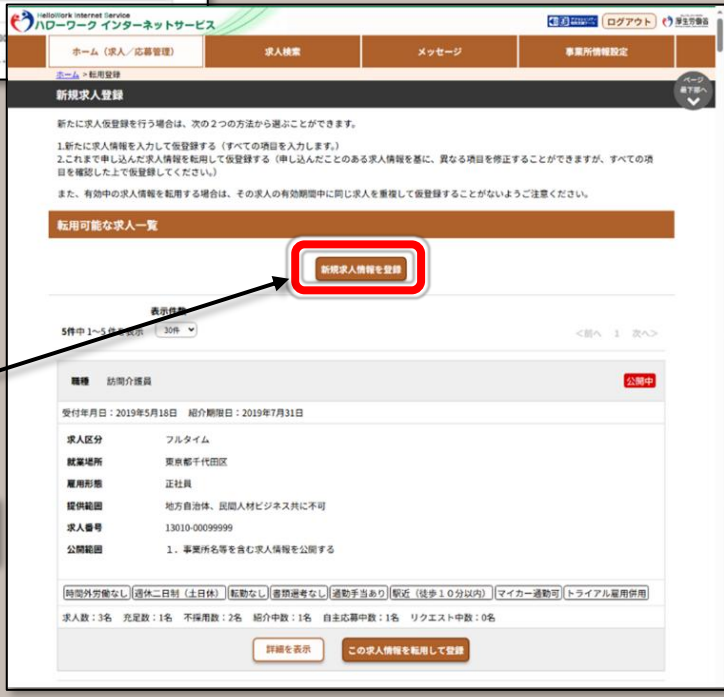 HelloWork Internet Service
ハローワーク インターネットサービス
ログアウト
厚生労働省
ホーム（求人／応募管理） 求人検索 メッセージ 事業所情報設定
ホーム > 転用登録
ページ
最下部へ
新規求人登録
新たに求人仮登録を行う場合は、次の２つの方法から選ぶことができます。
1.新たに求人情報を入力して仮登録する（すべての項目を入力します。）
2.これまで申し込んだ求人情報を転用して仮登録する（申し込んだことのある求人情報を基に、異なる項目を修正することができますが、すべての項
目を確認した上で仮登録してください。）
また、有効中の求人情報を転用する場合は、その求人の有効期間中に同じ求人を重複して仮登録することがないようご注意ください。
転用可能な求人一覧
新規求人情報を登録
表示件数
5件中 1～5 件を表示 30件
<前へ 1 次へ>
職種 訪問介護員 公開中
受付年月日：2019年5月18日 紹介期限日：2019年7月31日
求人区分 フルタイム
就業場所 東京都千代田区
雇用形態 正社員
提供範囲 地方自治体、民間人材ビジネス共に不可
求人番号 13010-00099999
公開範囲 １．事業所名等を含む求人情報を公開する
時間外労働なし 週休二日制（土日休） 転勤なし 書類選考なし 通勤手当あり 駅近（徒歩１０分以内） マイカー通勤可 トライアル雇用併用
求人数：3名 充足数：1名 不採用数：2名 紹介中数：1名 自主応募中数：1名 リクエスト中数：0名
詳細を表示 この求人情報を転用して登録